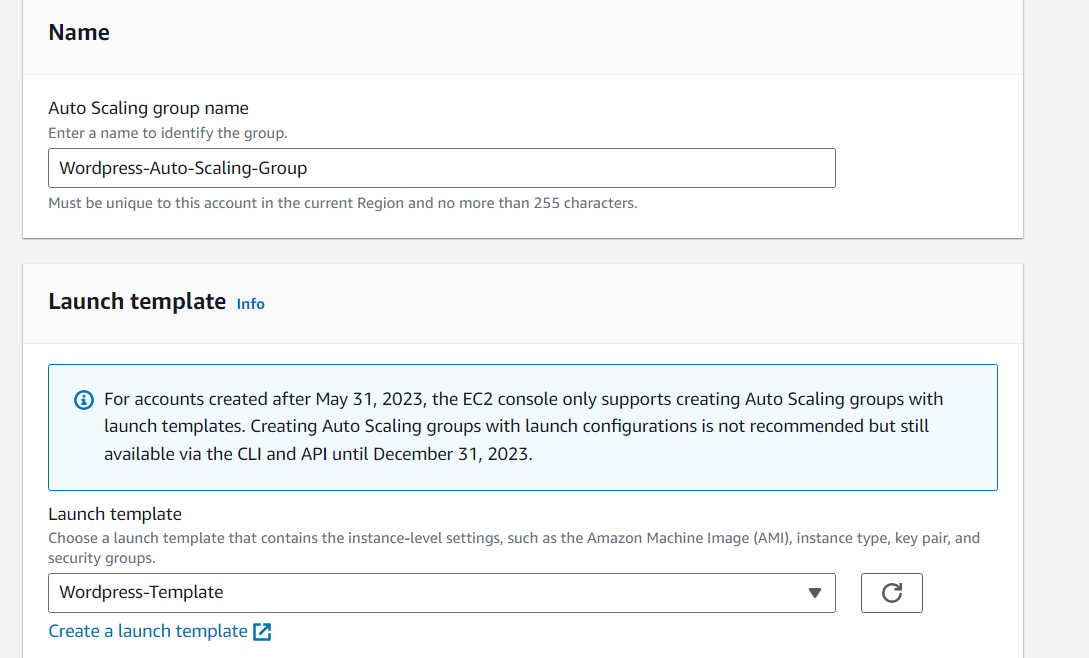 Name
Auto Scaling group name
Enter a name to identify the group.
Wordpress-Auto-Scaling-Group
Must be unique to this account in the current Region and no more than 255 characters.
Launch template Info
For accounts created after May 31, 2023, the EC2 console only supports creating Auto Scaling groups with
launch templates. Creating Auto Scaling groups with launch configurations is not recommended but still
available via the CLI and API until December 31, 2023.
Launch template
Choose a launch template that contains the instance-level settings, such as the Amazon Machine Image (AMI), instance type, key pair, and
security groups.
Wordpress-Template
Create a launch template